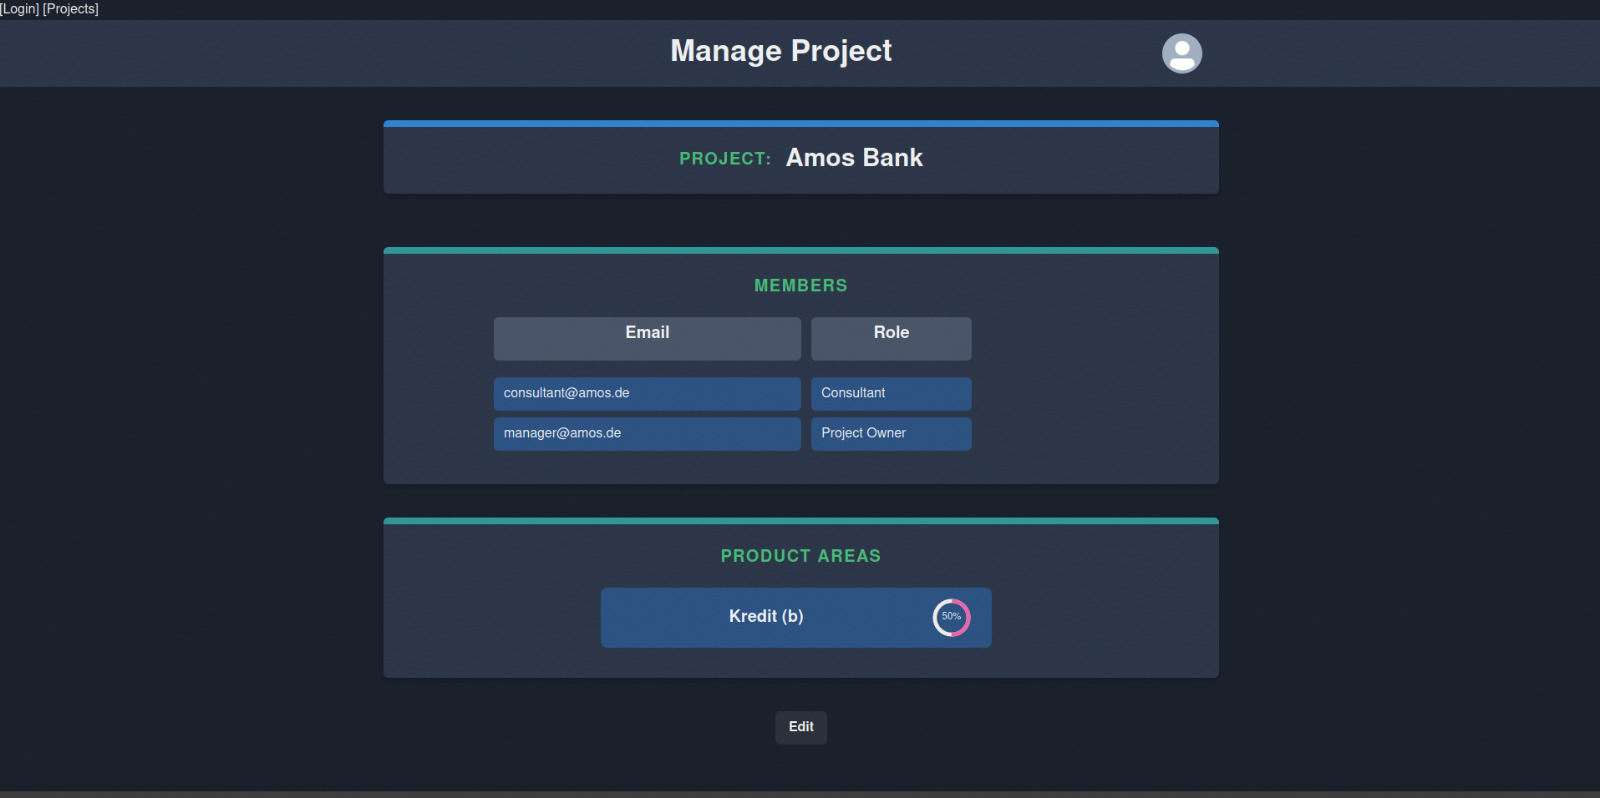 [Login] [Projects]
Manage Project
PROJECT: Amos Bank
MEMBERS
Email Role
consultant@amos.de Consultant
manager@amos.de Project Owner
PRODUCT AREAS
Kredit (b) 50%
Edit